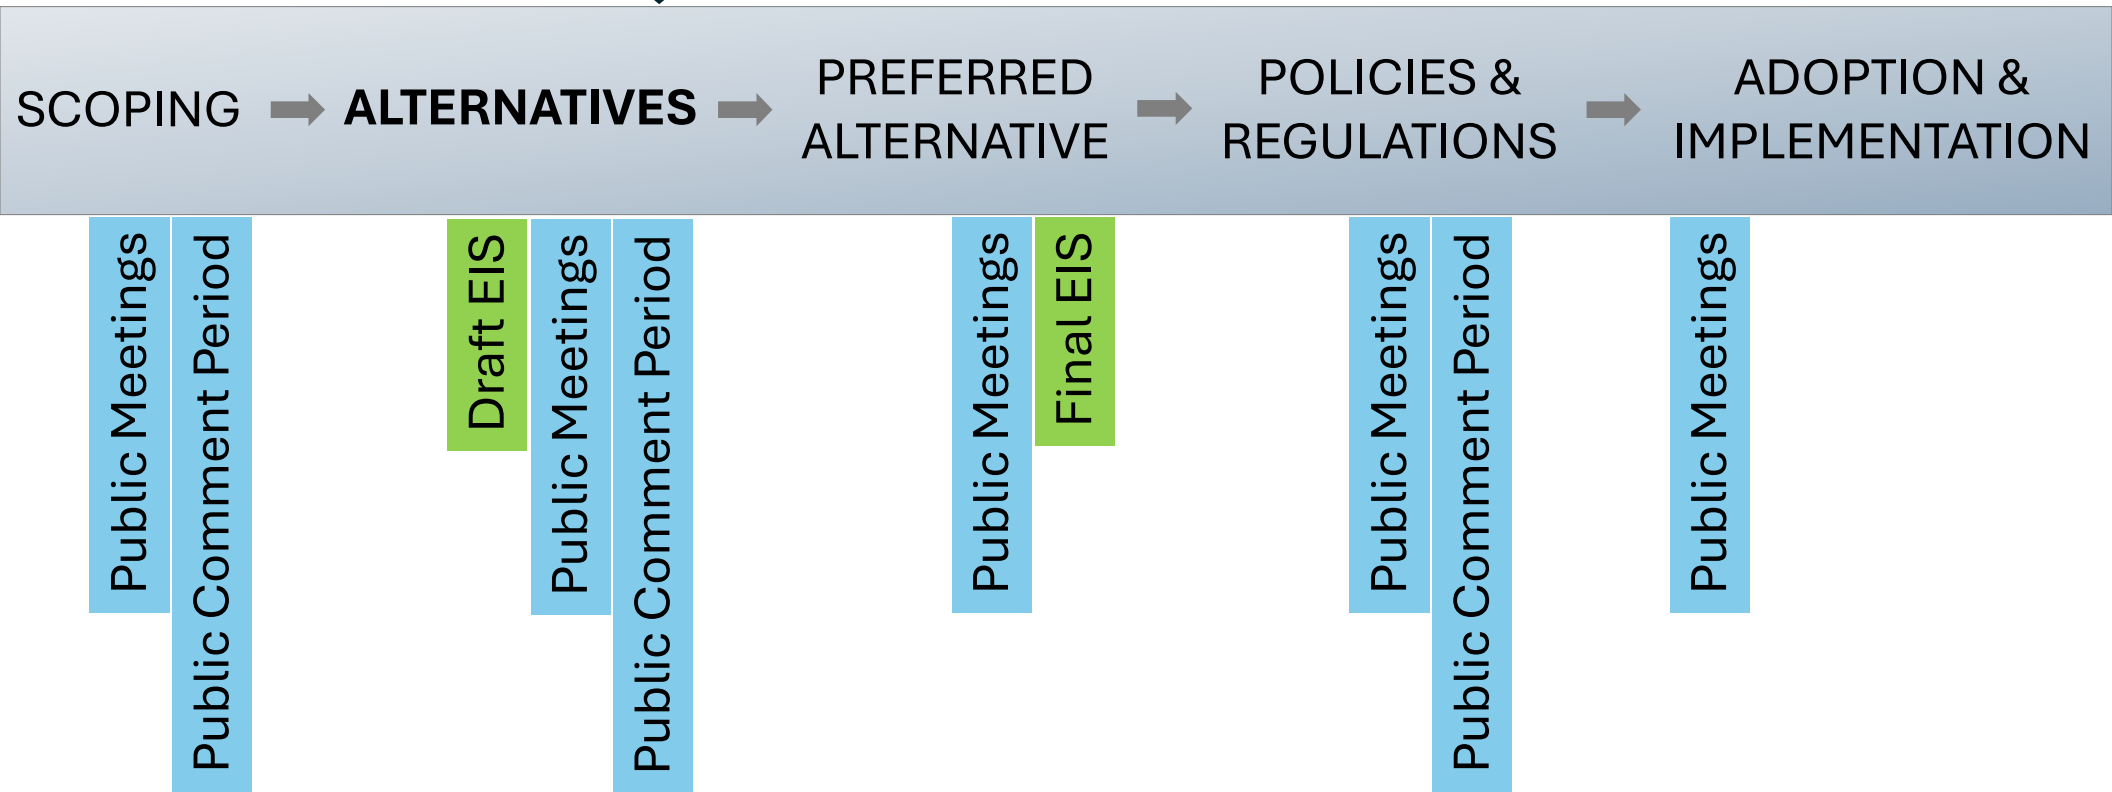 SCOPING
ALTERNATIVES
PREFERRED
ALTERNATIVE
POLICIES &
REGULATIONS
ADOPTION &
IMPLEMENTATION
Public Meetings
Public Comment Period
Draft EIS
Public Meetings
Public Comment Period
Public Meetings
Final EIS
Public Meetings
Public Comment Period
Public Meetings